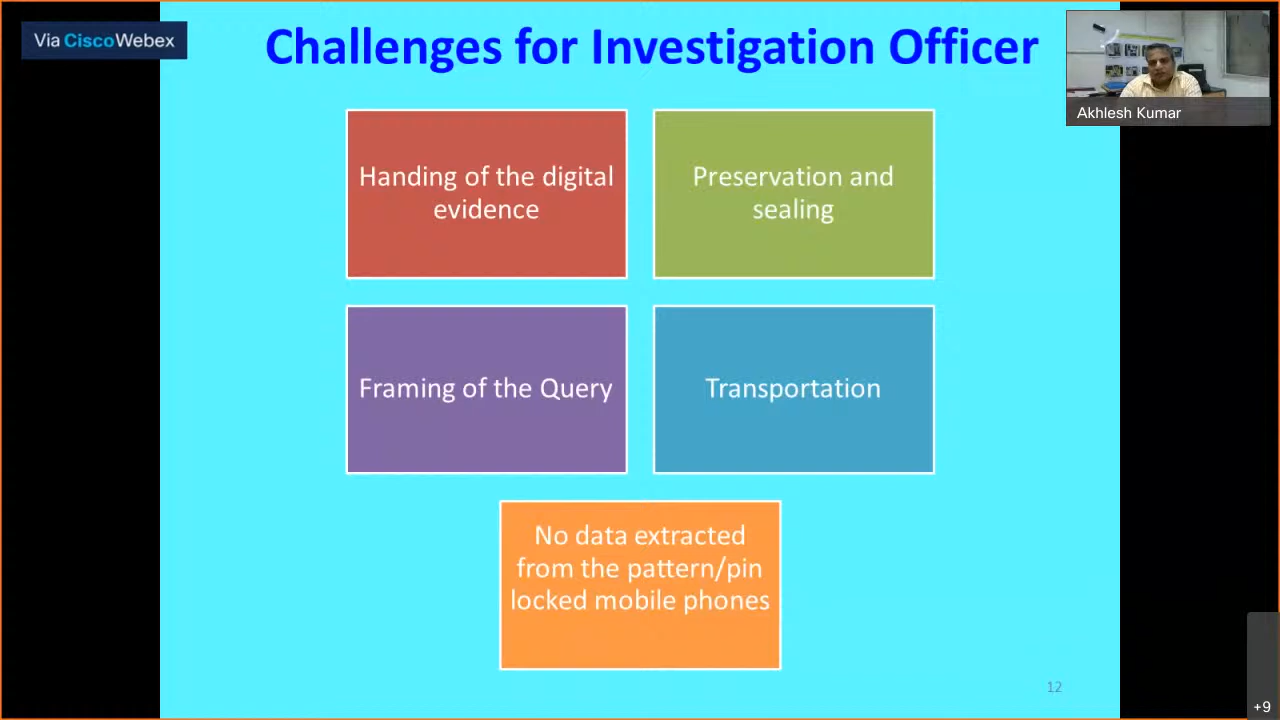 Via CiscoWebex
Challenges for Investigation Officer
Akhlesh Kumar
Handing of the digital
evidence
Preservation and
sealing
Framing of the Query
Transportation
No data extracted
from the pattern/pin
locked mobile phones
12
+9